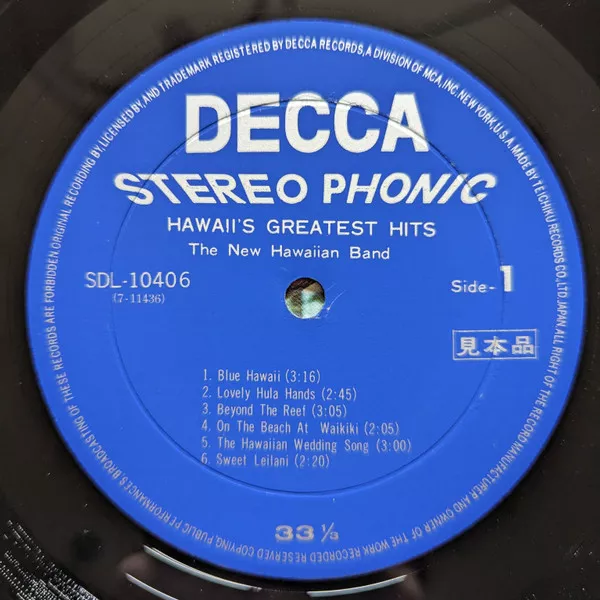 ORIGINAL RECORDING BY, LICENSED BY, AND TRADEMARK REGISTERED BY DECCA RECORDS, A DIVISION OF MCA, INC. NEW YORK, U.S.A. MADE BY TEICHIKU RECORDS CO., LTD. JAPAN. ALL RIGHT OF THE RECORD MANUFACTURER AND OWNER OF THE WORK RECORDED RESERVED COPYING, PUBLIC PERFORMANCES BROADCASTING OF THESE RECORDS ARE FORBIDDEN.
DECCA
STEREO PHONIC
HAWAII'S GREATEST HITS
The New Hawaiian Band
SDL-10406
(7-11436)
Side-1
見本品
1. Blue Hawaii (3:16)
2. Lovely Hula Hands (2:45)
3. Beyond The Reef (3:05)
4. On The Beach At Waikiki (2:05)
5. The Hawaiian Wedding Song (3:00)
6. Sweet Leilani (2:20)
33 1/3